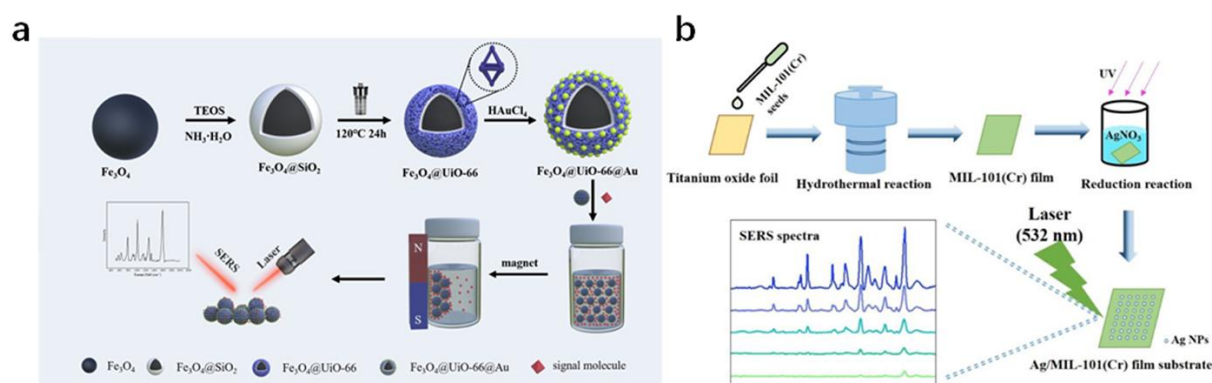 a
TEOS
NH₃·H₂O
120°C 24h
HAuCl₄
Fe₃O₄
Fe₃O₄@SiO₂
Fe₃O₄@UiO-66
Fe₃O₄@UiO-66@Au
SERS
Laser
N
S
magnet
Fe₃O₄
Fe₃O₄@SiO₂
Fe₃O₄@UiO-66
Fe₃O₄@UiO-66@Au
signal molecule
b
MIL-101(Cr)
seeds
UV
AgNO₃
Titanium oxide foil
Hydrothermal reaction
MIL-101(Cr) film
Reduction reaction
SERS spectra
Laser
(532 nm)
Ag NPs
Ag/MIL-101(Cr) film substrate